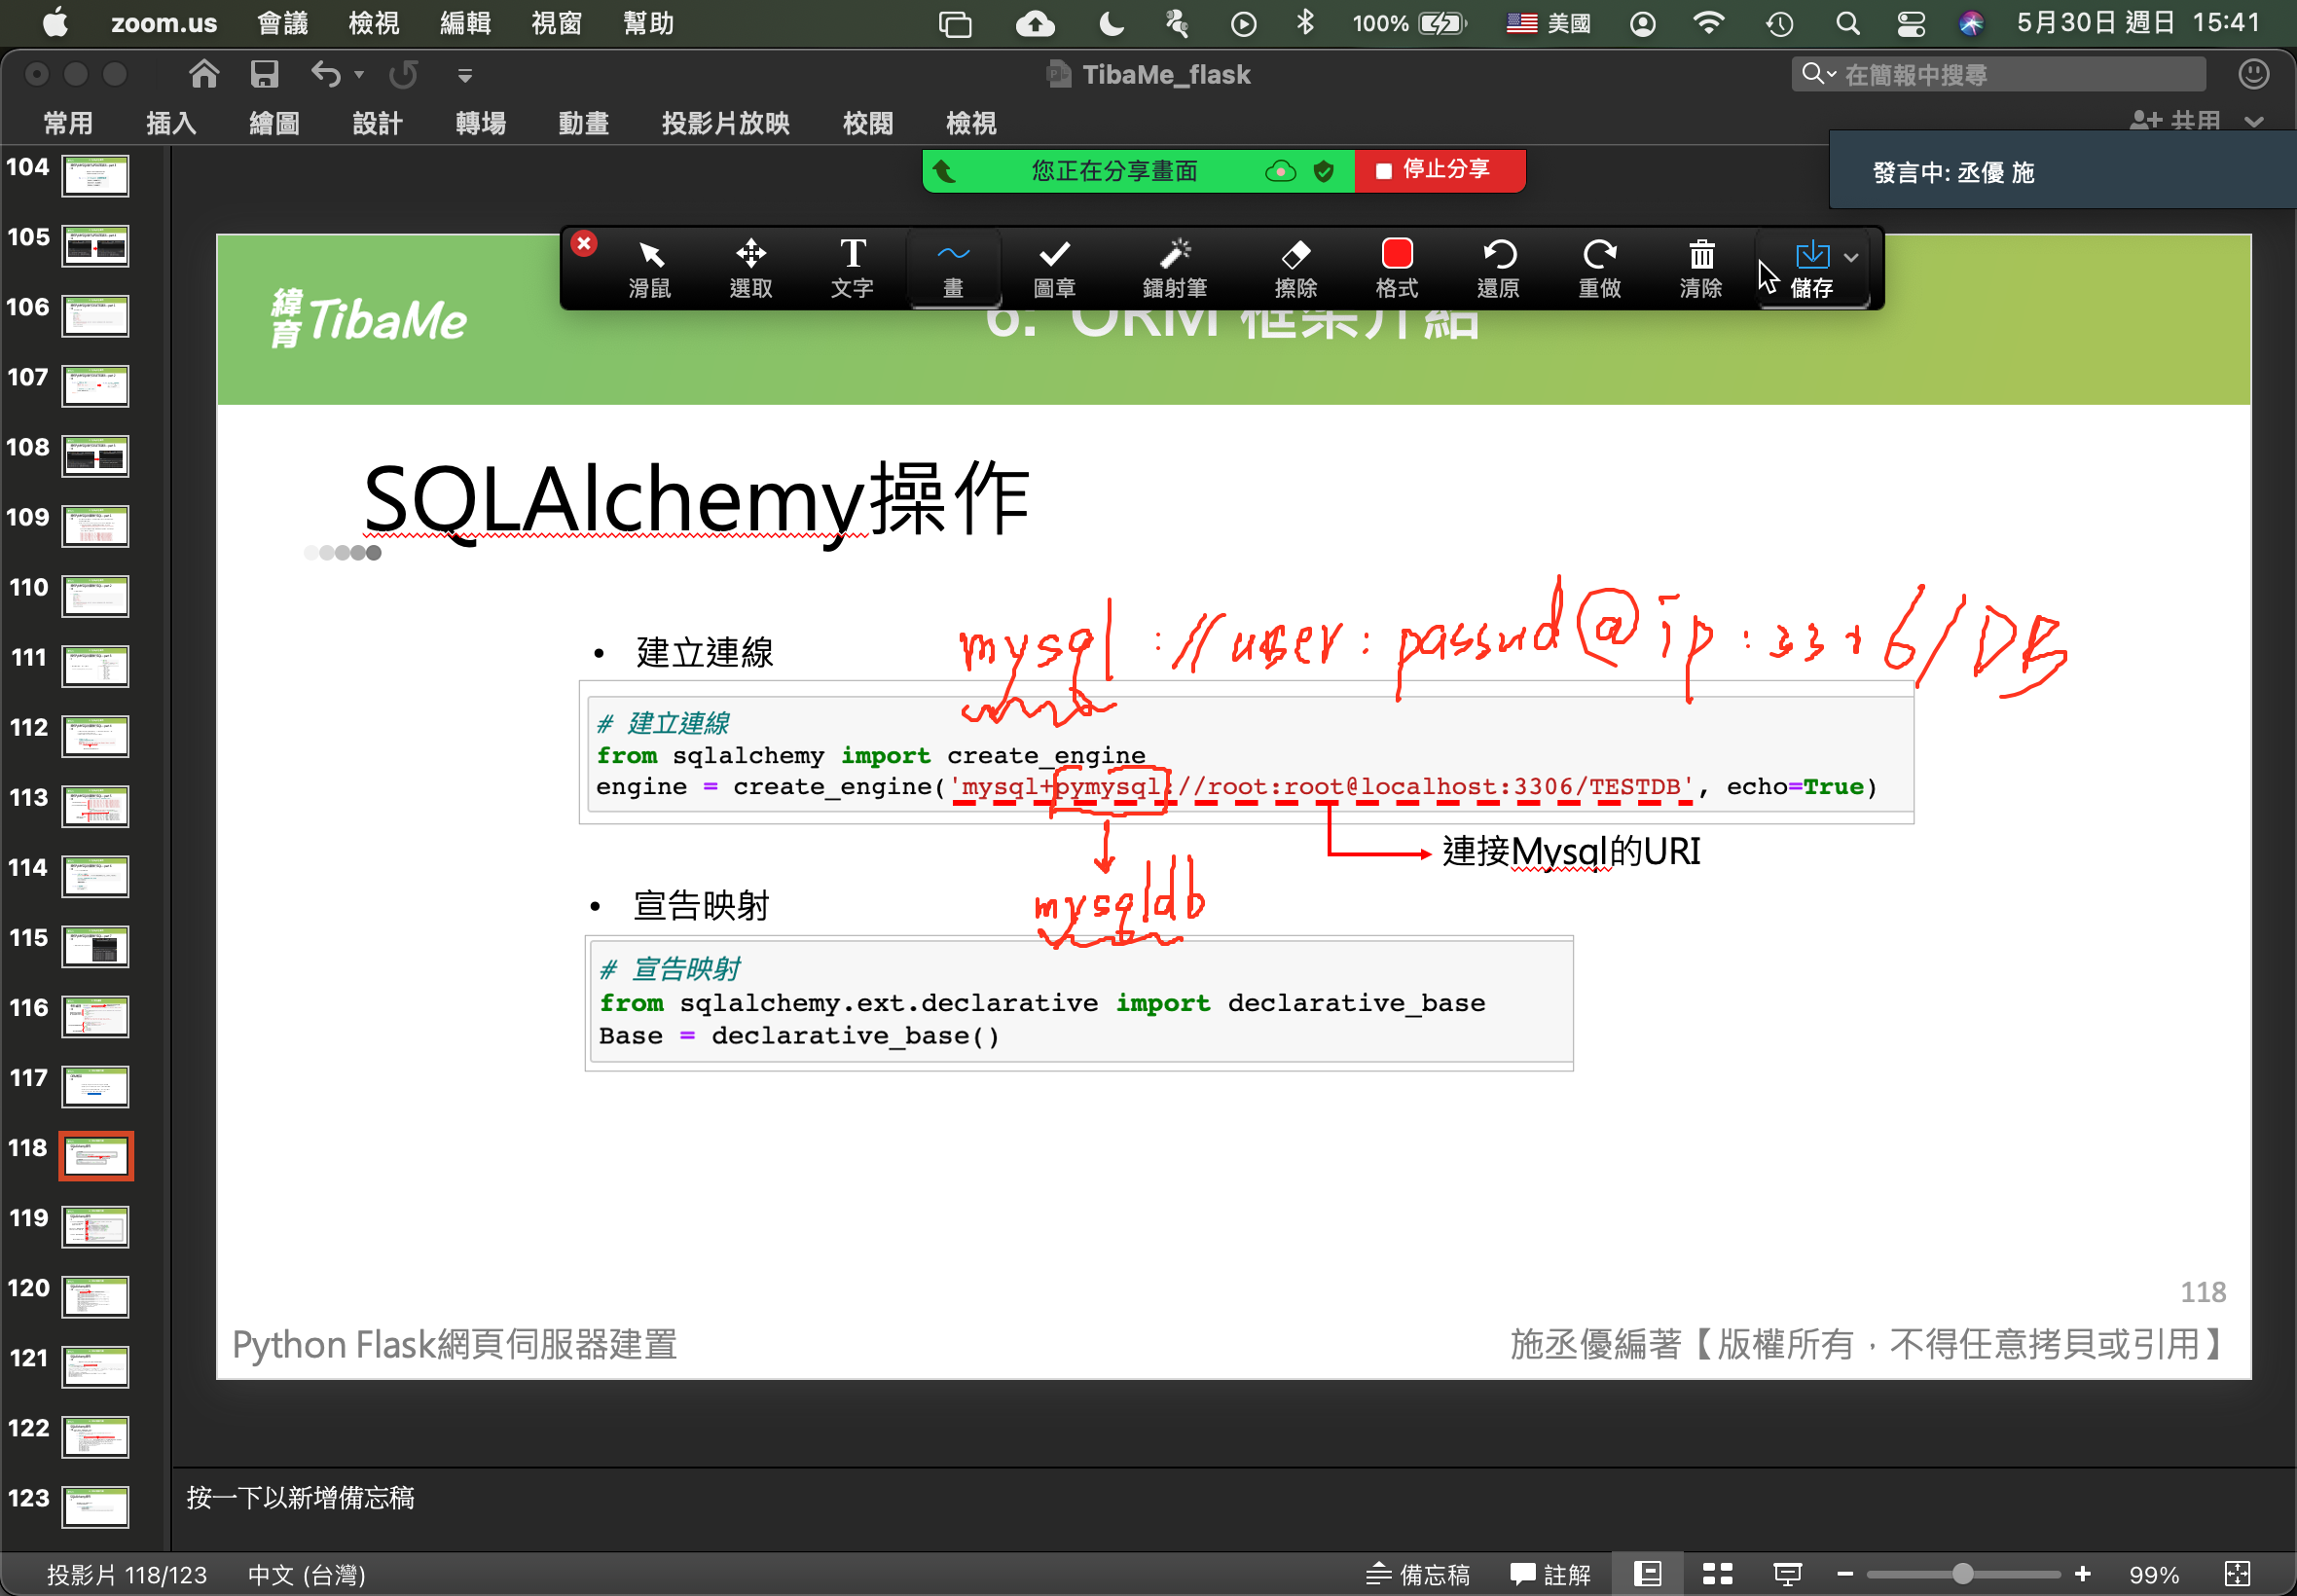 zoom.us 會議 檢視 編輯 視窗 幫助 100% 美國 5月30日 週日 15:41
TibaMe_flask
在簡報中搜尋
常用 插入 繪圖 設計 轉場 動畫 投影片放映 校閱 檢視 共用
您正在分享畫面 停止分享
發言中: 丞優 施
滑鼠 選取 文字 畫 圖章 鐳射筆 擦除 格式 還原 重做 清除 儲存
緯育 TibaMe
6. ORM 框架介紹
SQLAlchemy操作
mysql://user:passwd@ip:3306/DB
• 建立連線
# 建立連線
from sqlalchemy import create_engine
engine = create_engine('mysql+pymysql://root:root@localhost:3306/TESTDB', echo=True)
連接Mysql的URI
mysqldb
• 宣告映射
# 宣告映射
from sqlalchemy.ext.declarative import declarative_base
Base = declarative_base()
118
Python Flask網頁伺服器建置
施丞優編著【版權所有，不得任意拷貝或引用】
104
105
106
107
108
109
110
111
112
113
114
115
116
117
118
119
120
121
122
123
按一下以新增備忘稿
投影片 118/123 中文 (台灣) 備忘稿 註解 99%